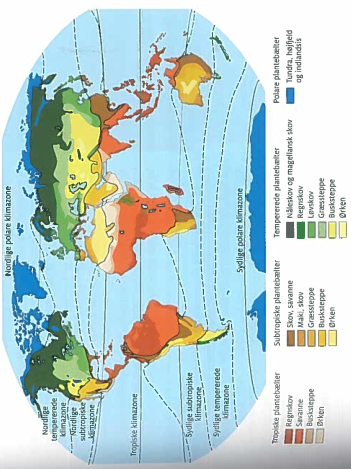 Nordlige polare klimazone
Nordlige
tempererede
klimazone
Nordlige
subtropiske
klimazone
Tropiske klimazone
Sydlige subtropiske
klimazone
Sydlige tempererede
klimazone
Sydlige polare klimazone
Tropiske plantebælter
Regnskov
Savanne
Busksteppe
Ørken
Subtropiske plantebælter
Skov, savanne
Maki, skov
Græssteppe
Busksteppe
Ørken
Tempererede plantebælter
Nåleskov og magellansk skov
Regnskov
Løvskov
Græssteppe
Busksteppe
Ørken
Polare plantebælter
Tundra, højfjeld
og indlandsis